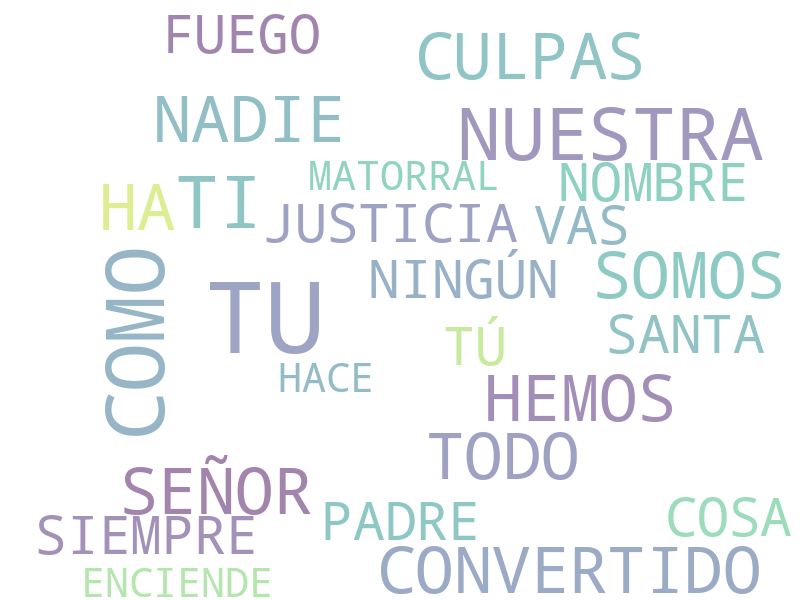 FUEGO
CULPAS
NADIE
NUESTRA
MATORRAL
NOMBRE
HA
TI
JUSTICIA
VAS
COMO
NINGÚN
SOMOS
TU
TÚ
SANTA
HACE
HEMOS
TODO
SEÑOR
SIEMPRE
PADRE
COSA
CONVERTIDO
ENCIENDE